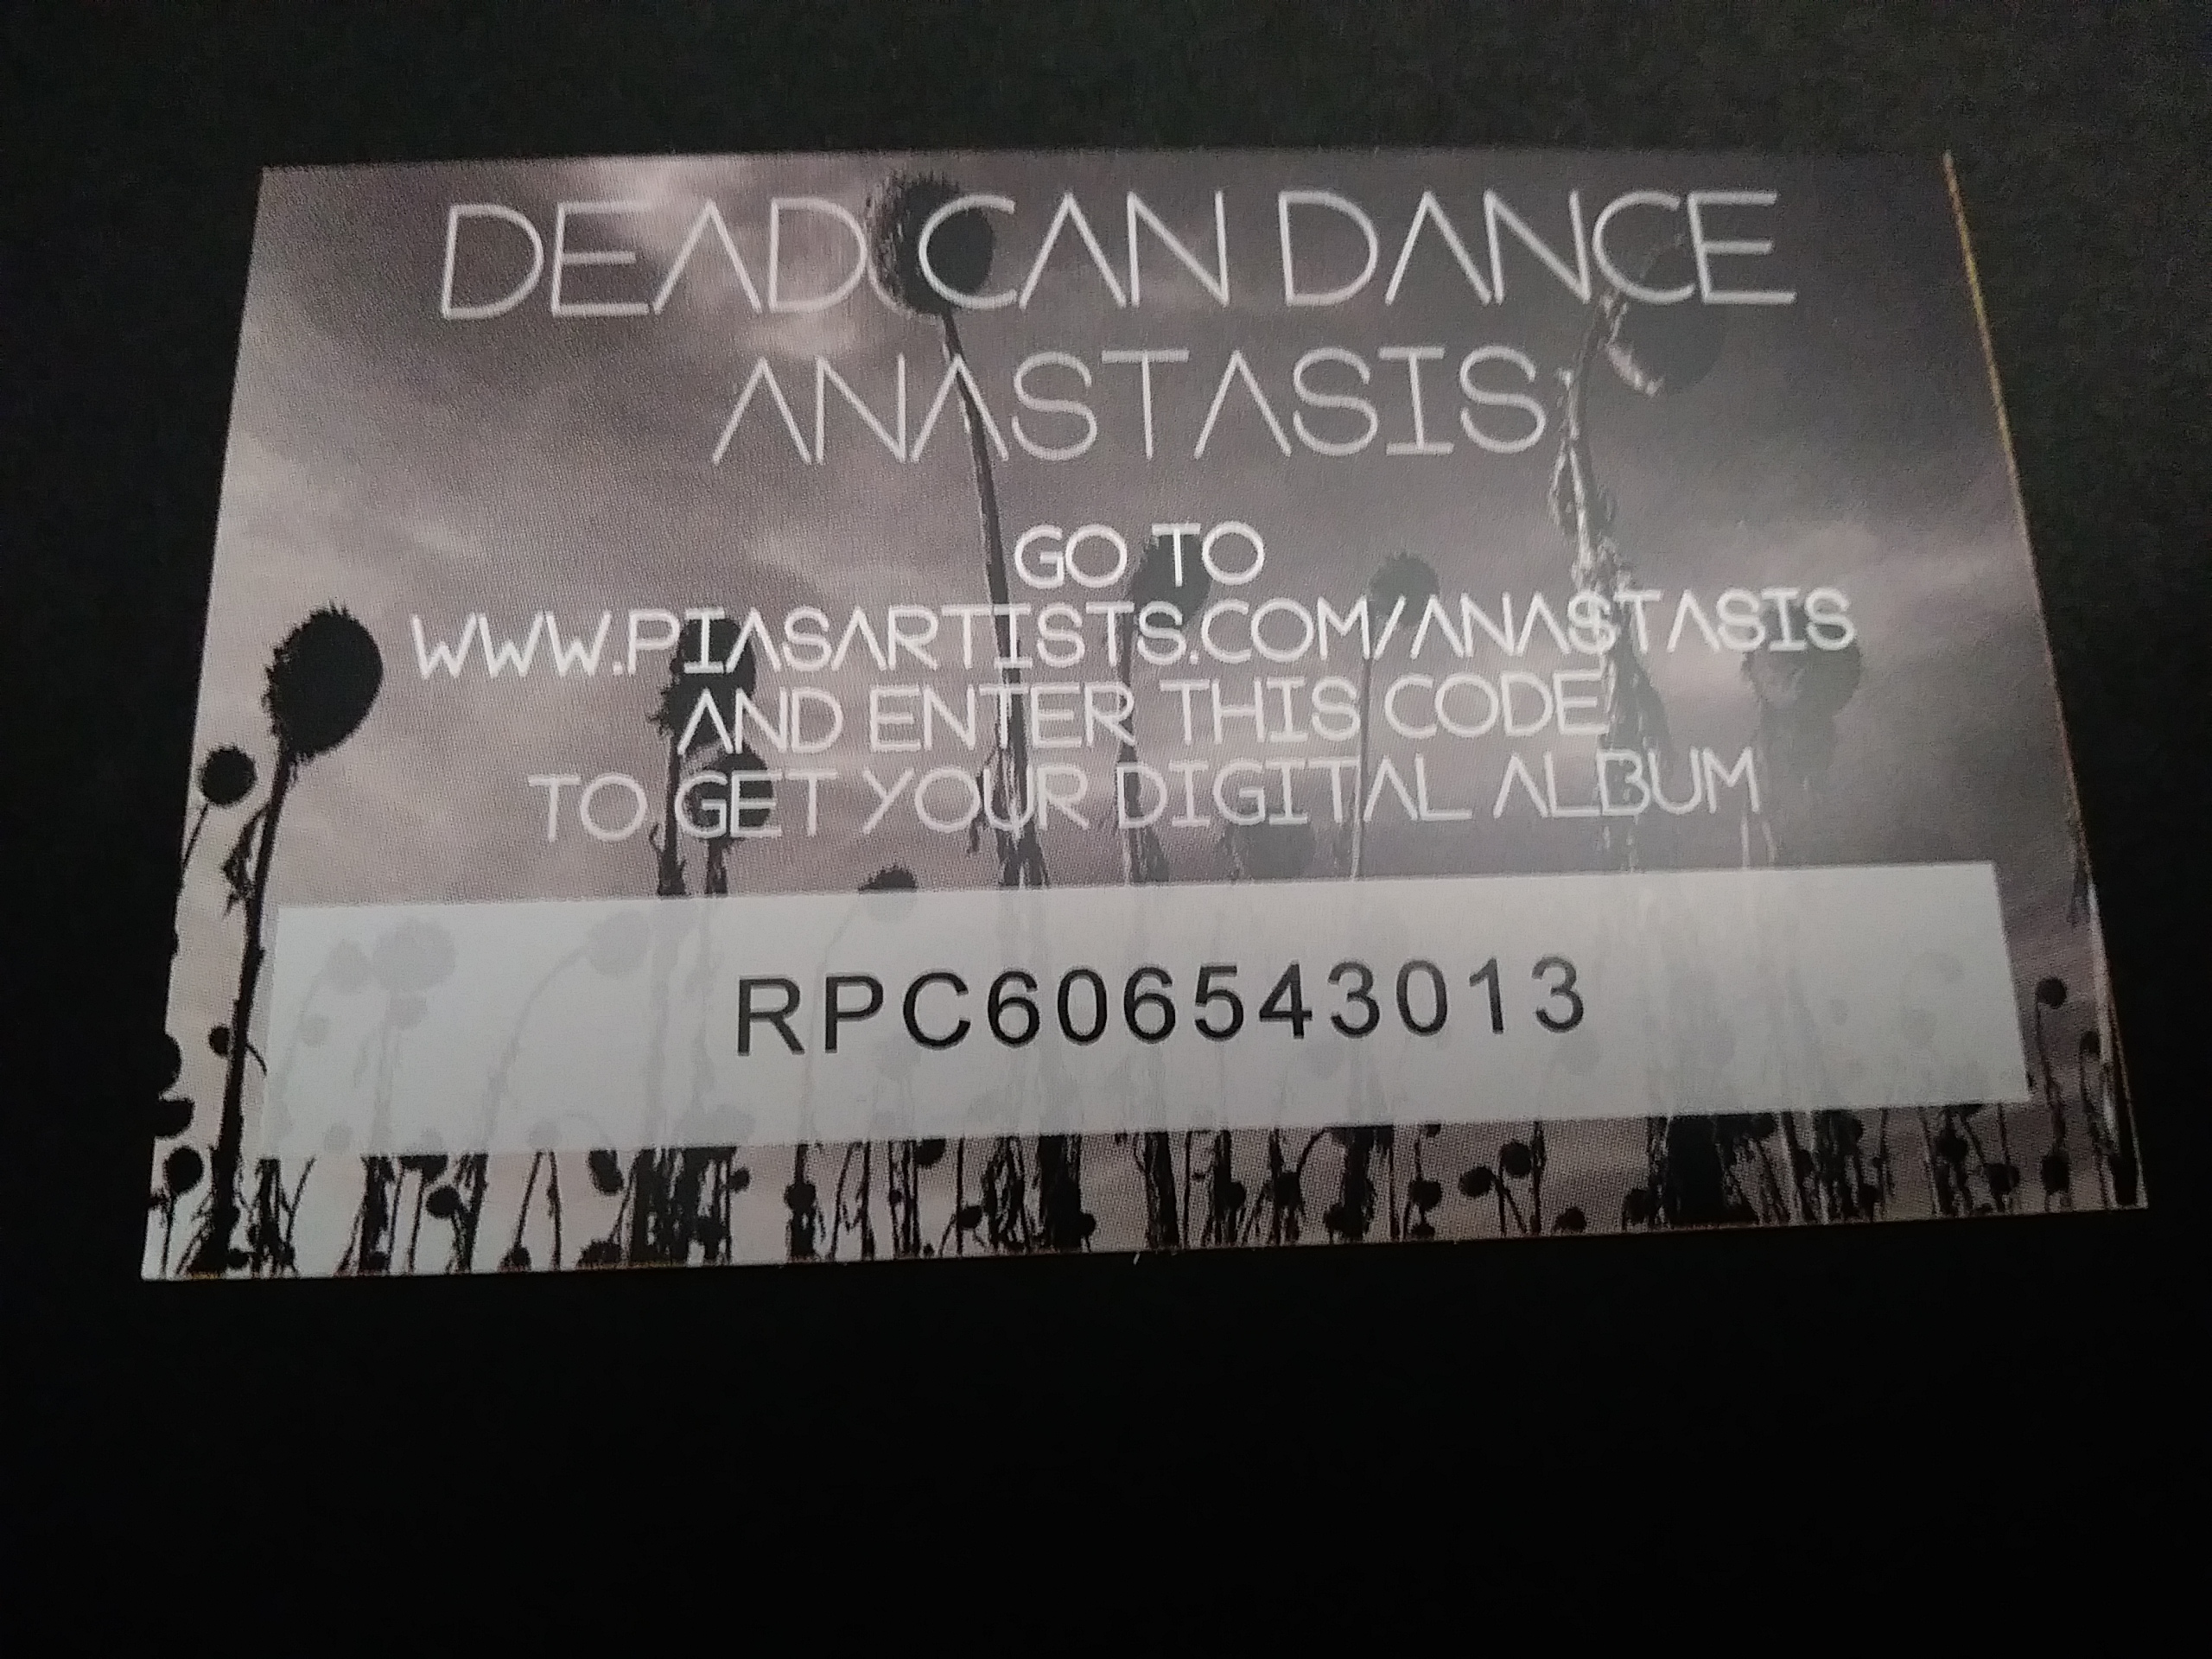 DEAD CAN DANCE
ANASTASIS
GO TO
WWW.PIASARTISTS.COM/ANASTASIS
AND ENTER THIS CODE
TO GET YOUR DIGITAL ALBUM
RPC606543013